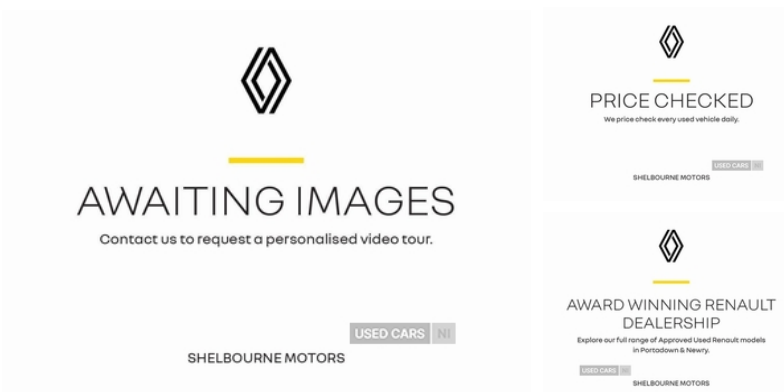 AWAITING IMAGES
Contact us to request a personalised video tour.
USED CARS NI
SHELBOURNE MOTORS
PRICE CHECKED
We price check every used vehicle daily.
USED CARS NI
SHELBOURNE MOTORS
AWARD WINNING RENAULT
DEALERSHIP
Explore our full range of Approved Used Renault models
in Portadown & Newry.
USED CARS NI
SHELBOURNE MOTORS